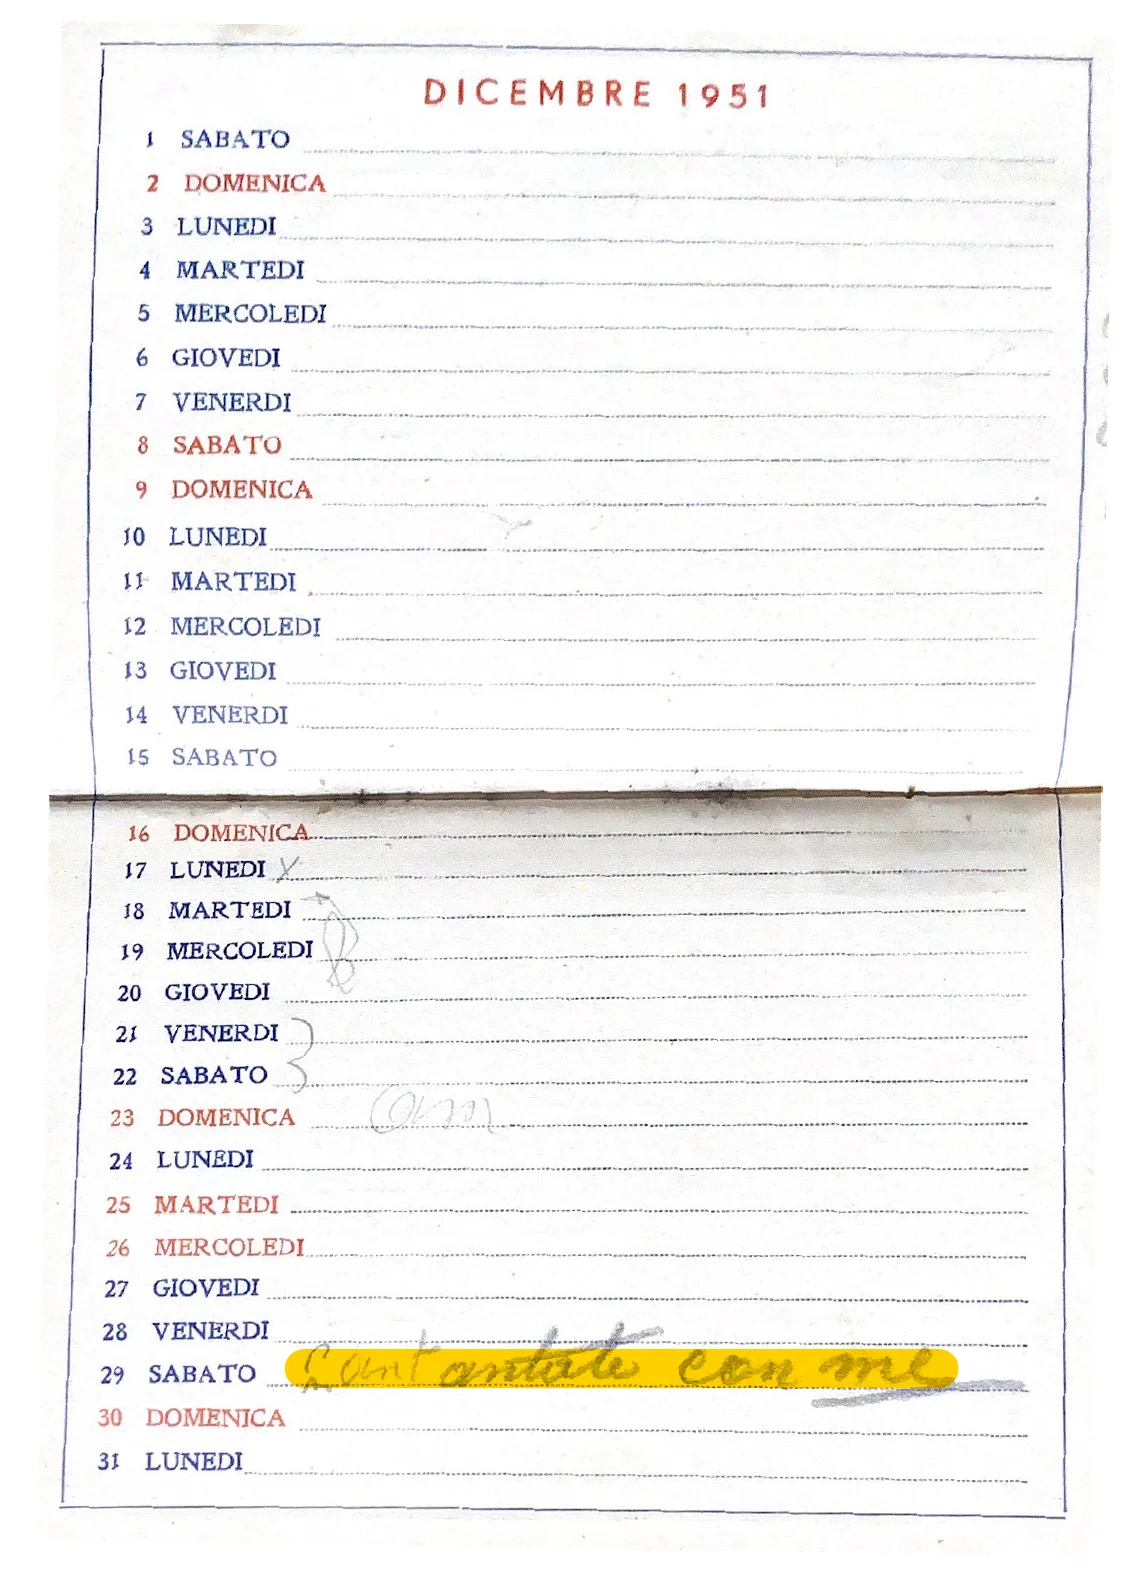 DICEMBRE 1951
1 SABATO
2 DOMENICA
3 LUNEDI
4 MARTEDI
5 MERCOLEDI
6 GIOVEDI
7 VENERDI
8 SABATO
9 DOMENICA
10 LUNEDI
11 MARTEDI
12 MERCOLEDI
13 GIOVEDI
14 VENERDI
15 SABATO
16 DOMENICA
17 LUNEDI X
18 MARTEDI
19 MERCOLEDI
20 GIOVEDI
21 VENERDI
22 SABATO
23 DOMENICA
24 LUNEDI
25 MARTEDI
26 MERCOLEDI
27 GIOVEDI
28 VENERDI
29 SABATO con me
30 DOMENICA
31 LUNEDI